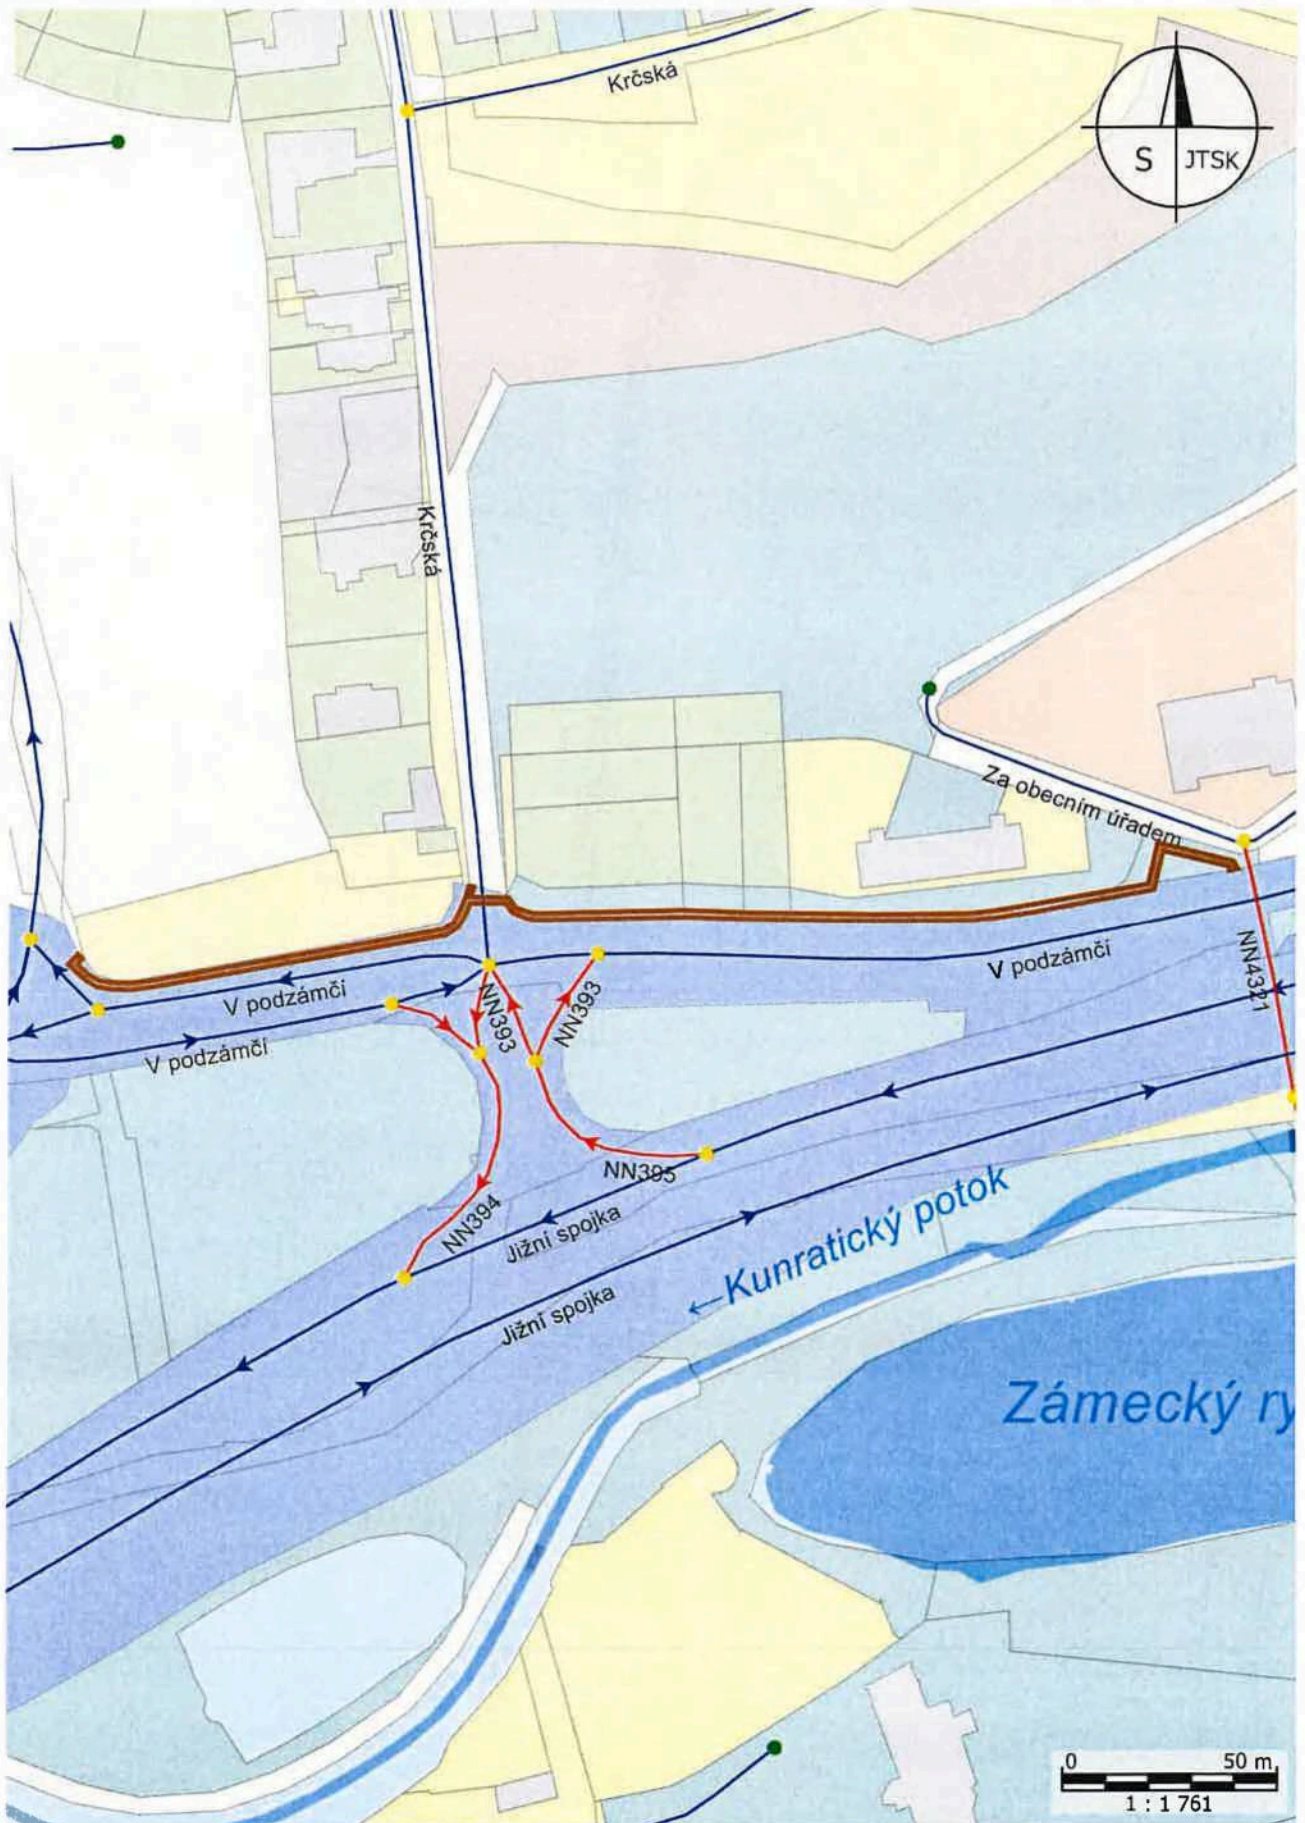 Krčská
S JTSK
Krčská
Za obecním úřadem
V podzámčí
NN4321
V podzámčí
NN393
NN393
V podzámčí
NN395
NN394
Jižní spojka
←Kunratický potok
Jižní spojka
Zámecký ry
0 50 m
1 : 1 761